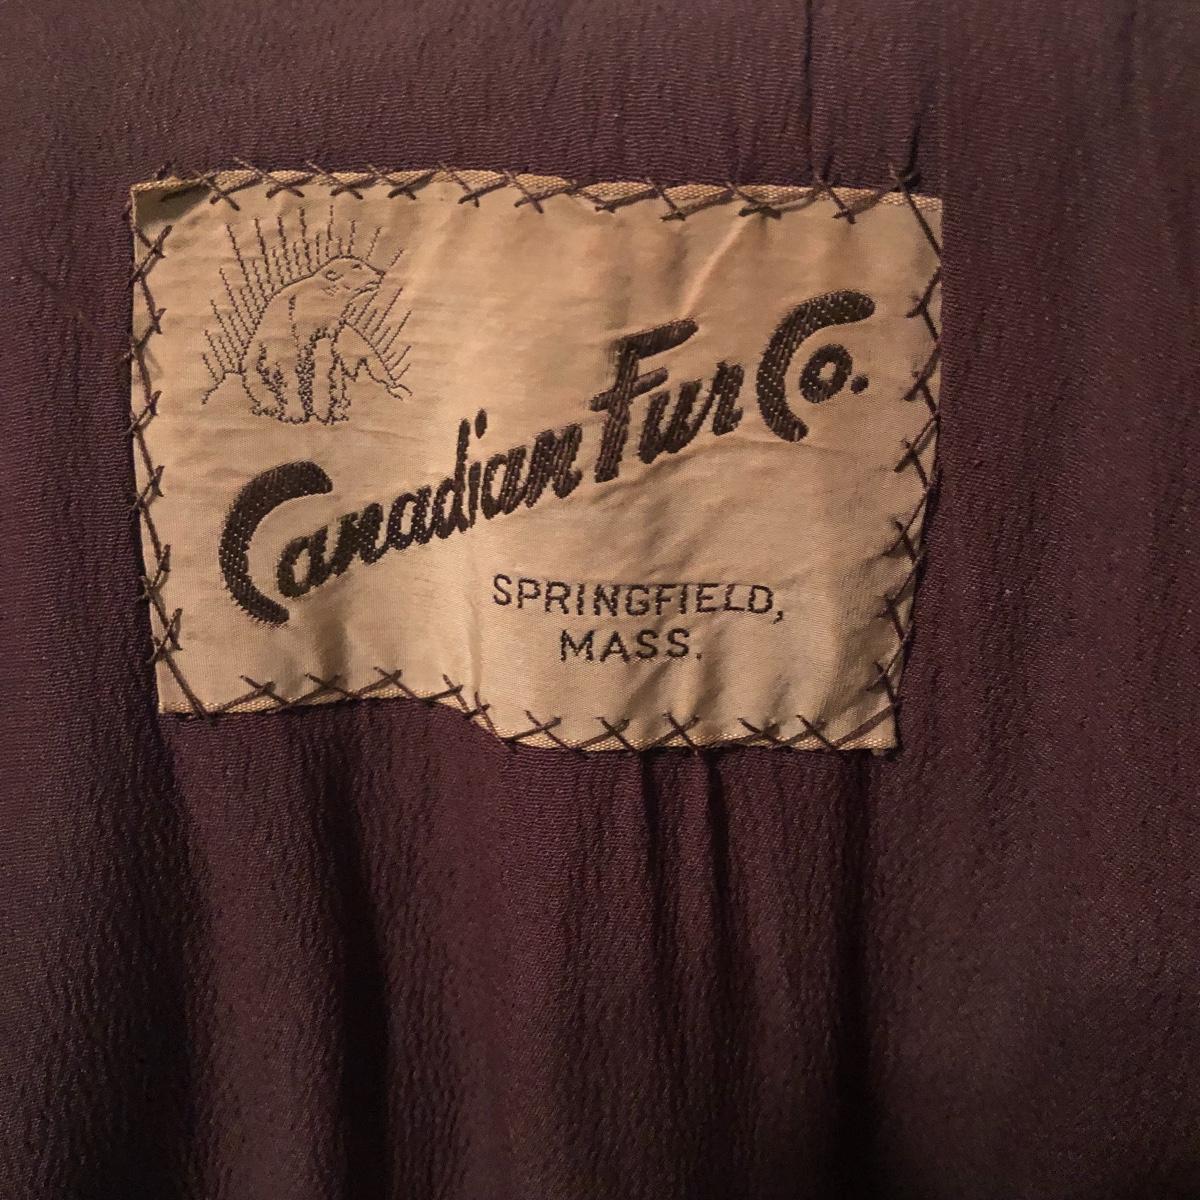 Canadian Fur Co.
SPRINGFIELD,
MASS.